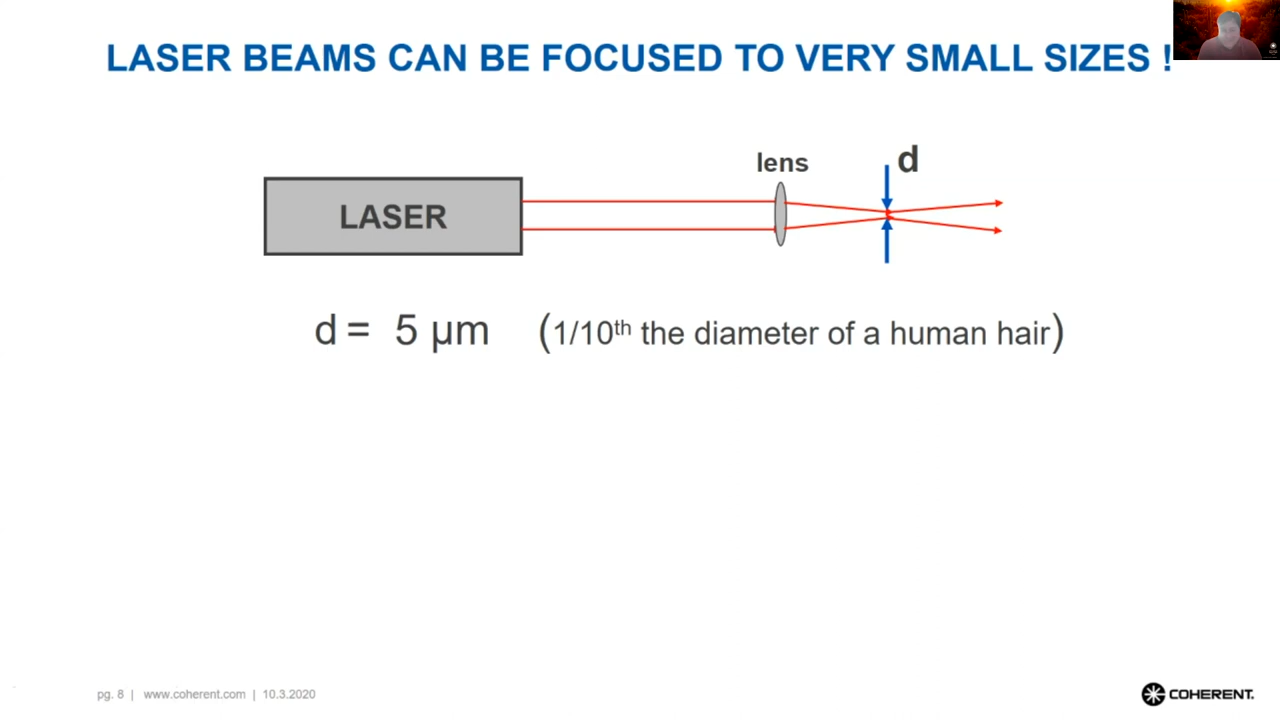 LASER BEAMS CAN BE FOCUSED TO VERY SMALL SIZES !
lens
d
LASER
d = 5 µm (1/10th the diameter of a human hair)
pg. 8 | www.coherent.com | 10.3.2020
COHERENT.